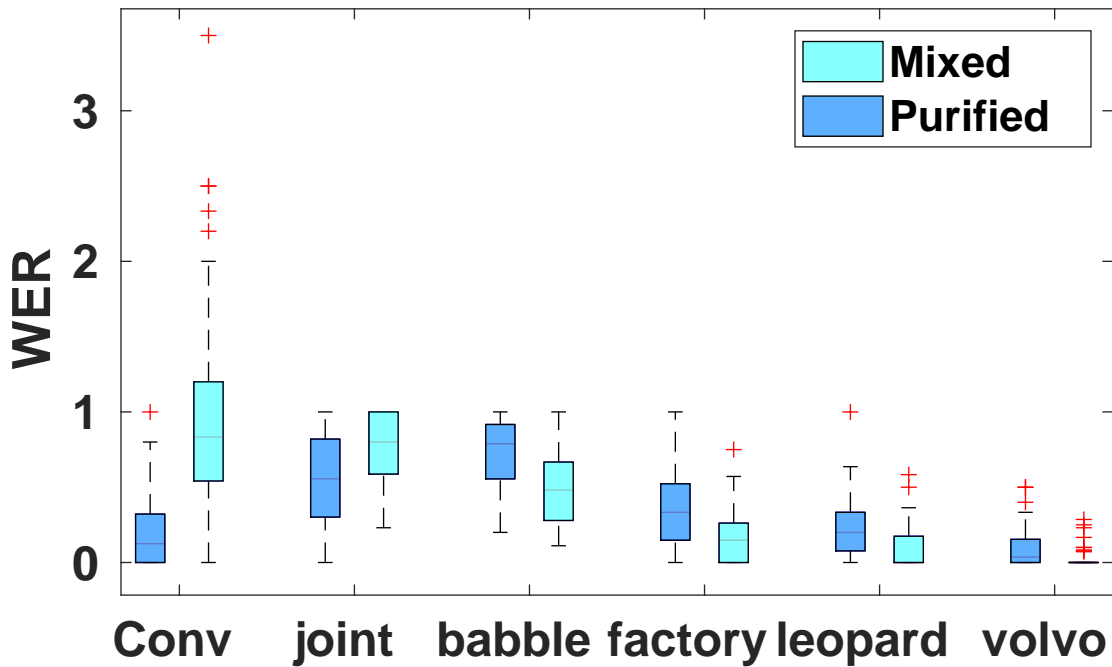 Mixed
Purified
3
2
1
0
WER
Conv joint babble factory leopard volvo